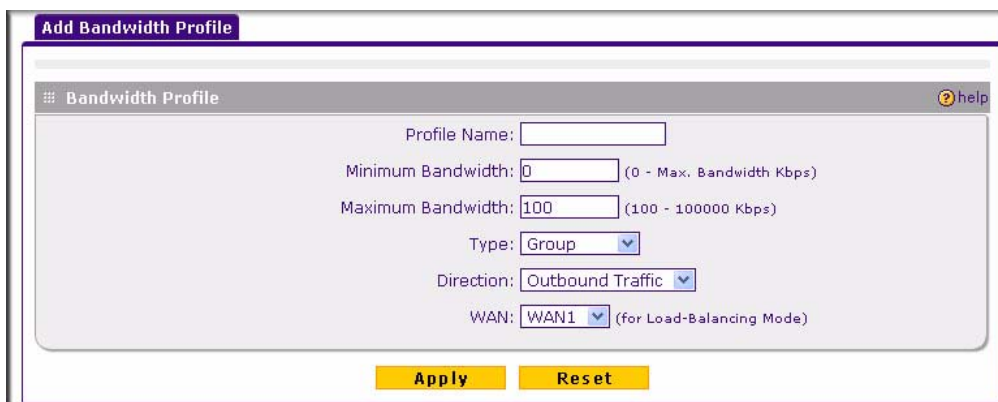 Add Bandwidth Profile
Bandwidth Profile help
Profile Name:
Minimum Bandwidth: 0 (0 - Max. Bandwidth Kbps)
Maximum Bandwidth: 100 (100 - 100000 Kbps)
Type: Group
Direction: Outbound Traffic
WAN: WAN1 (for Load-Balancing Mode)
Apply Reset